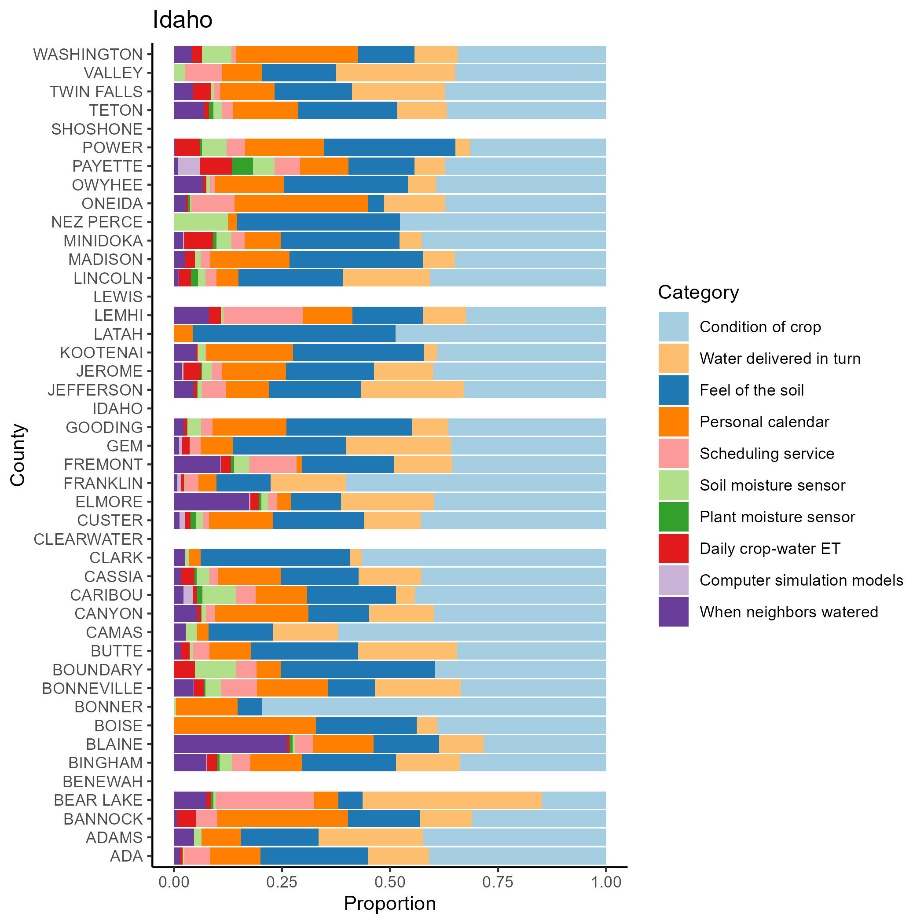 Idaho
WASHINGTON
VALLEY
TWIN FALLS
TETON
SHOSHONE
POWER
PAYETTE
OWYHEE
ONEIDA
NEZ PERCE
MINIDOKA
MADISON
LINCOLN
LEWIS
LEMHI
LATAH
KOOTENAI
JEROME
JEFFERSON
IDAHO
GOODING
GEM
FREMONT
FRANKLIN
ELMORE
CUSTER
CLEARWATER
CLARK
CASSIA
CARIBOU
CANYON
CAMAS
BUTTE
BOUNDARY
BONNEVILLE
BONNER
BOISE
BLAINE
BINGHAM
BENEWAH
BEAR LAKE
BANNOCK
ADAMS
ADA
County
0.00 0.25 0.50 0.75 1.00
Proportion
Category
Condition of crop
Water delivered in turn
Feel of the soil
Personal calendar
Scheduling service
Soil moisture sensor
Plant moisture sensor
Daily crop-water ET
Computer simulation models
When neighbors watered